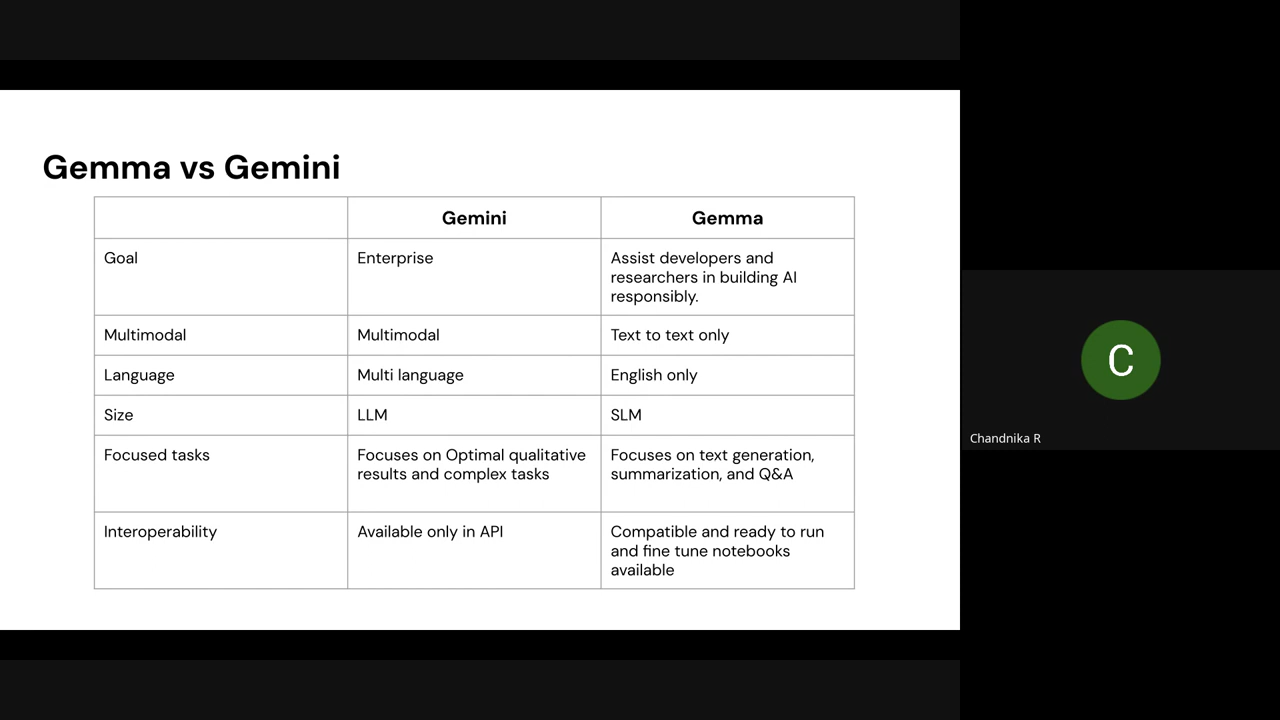 Gemma vs Gemini
Gemini
Gemma
Goal
Enterprise
Assist developers and
researchers in building AI
responsibly.
Multimodal
Multimodal
Text to text only
Language
Multi language
English only
Size
LLM
SLM
Focused tasks
Focuses on Optimal qualitative
results and complex tasks
Focuses on text generation,
summarization, and Q&A
Interoperability
Available only in API
Compatible and ready to run
and fine tune notebooks
available
C
Chandnika R